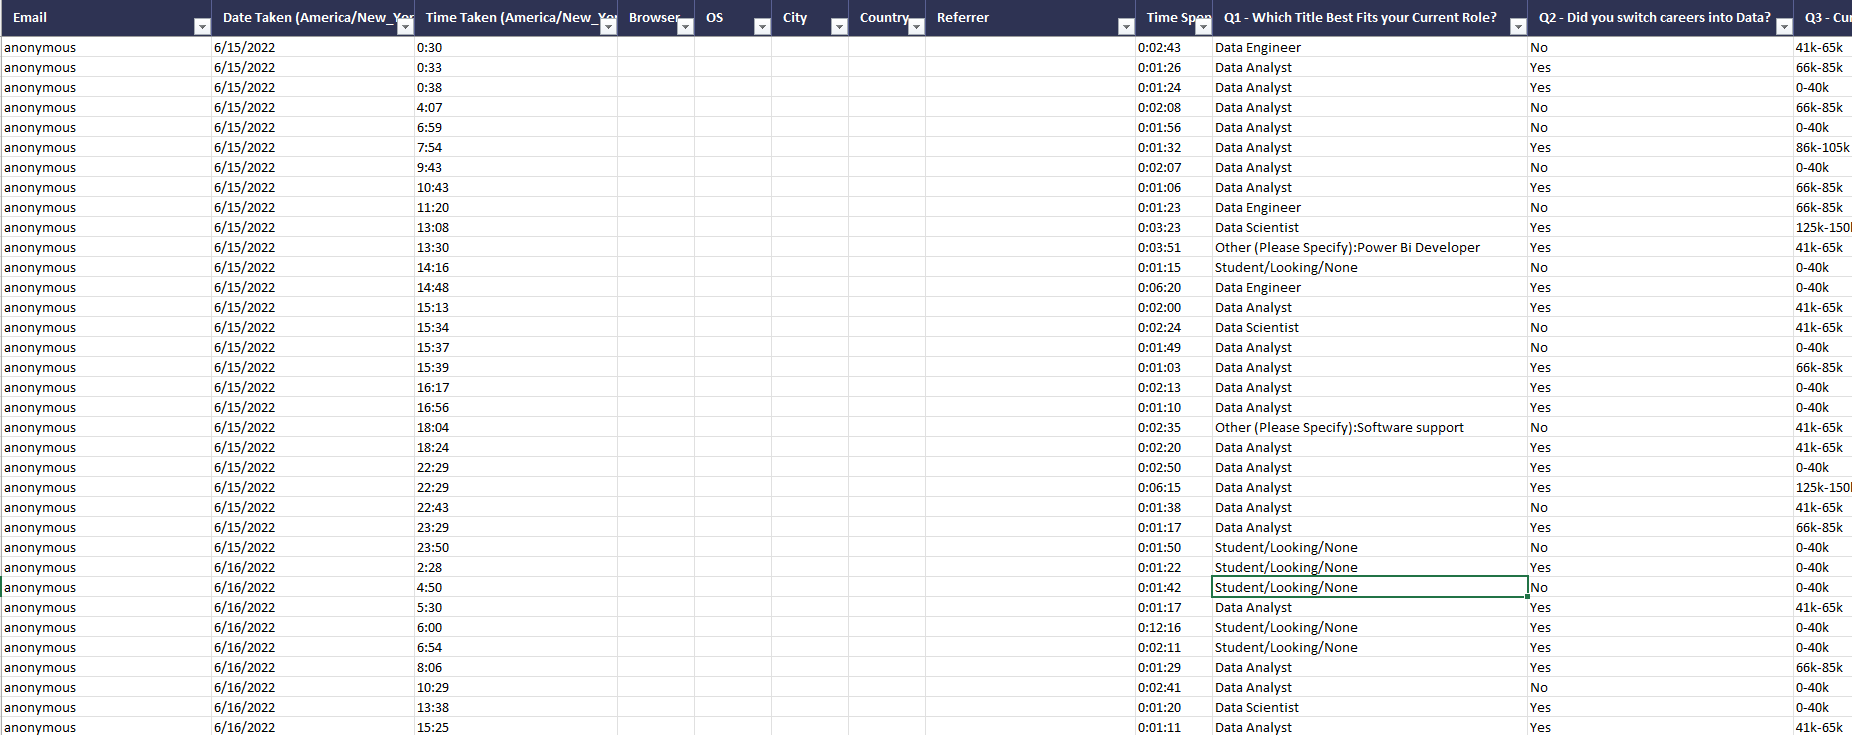 Email Date Taken (America/New_Yor Time Taken (America/New_Yo Browser OS City Country Referrer Time Spen Q1 - Which Title Best Fits your Current Role? Q2 - Did you switch careers into Data? Q3 - Cu
anonymous 6/15/2022 0:30 0:02:43 Data Engineer No 41k-65k
anonymous 6/15/2022 0:33 0:01:26 Data Analyst Yes 66k-85k
anonymous 6/15/2022 0:38 0:01:24 Data Analyst Yes 0-40k
anonymous 6/15/2022 4:07 0:02:08 Data Analyst No 66k-85k
anonymous 6/15/2022 6:59 0:01:56 Data Analyst No 0-40k
anonymous 6/15/2022 7:54 0:01:32 Data Analyst Yes 86k-105k
anonymous 6/15/2022 9:43 0:02:07 Data Analyst No 0-40k
anonymous 6/15/2022 10:43 0:01:06 Data Analyst Yes 66k-85k
anonymous 6/15/2022 11:20 0:01:23 Data Engineer No 66k-85k
anonymous 6/15/2022 13:08 0:03:23 Data Scientist Yes 125k-150
anonymous 6/15/2022 13:30 0:03:51 Other (Please Specify):Power Bi Developer Yes 41k-65k
anonymous 6/15/2022 14:16 0:01:15 Student/Looking/None No 0-40k
anonymous 6/15/2022 14:48 0:06:20 Data Engineer Yes 0-40k
anonymous 6/15/2022 15:13 0:02:00 Data Analyst Yes 41k-65k
anonymous 6/15/2022 15:34 0:02:24 Data Scientist No 41k-65k
anonymous 6/15/2022 15:37 0:01:49 Data Analyst No 0-40k
anonymous 6/15/2022 15:39 0:01:03 Data Analyst Yes 66k-85k
anonymous 6/15/2022 16:17 0:02:13 Data Analyst Yes 0-40k
anonymous 6/15/2022 16:56 0:01:10 Data Analyst Yes 0-40k
anonymous 6/15/2022 18:04 0:02:35 Other (Please Specify):Software support No 41k-65k
anonymous 6/15/2022 18:24 0:02:20 Data Analyst Yes 41k-65k
anonymous 6/15/2022 22:29 0:02:50 Data Analyst Yes 0-40k
anonymous 6/15/2022 22:29 0:06:15 Data Analyst Yes 125k-150
anonymous 6/15/2022 22:43 0:01:38 Data Analyst No 41k-65k
anonymous 6/15/2022 23:29 0:01:17 Data Analyst Yes 66k-85k
anonymous 6/15/2022 23:50 0:01:50 Student/Looking/None No 0-40k
anonymous 6/16/2022 2:28 0:01:22 Student/Looking/None Yes 0-40k
anonymous 6/16/2022 4:50 0:01:42 Student/Looking/None No 0-40k
anonymous 6/16/2022 5:30 0:01:17 Data Analyst Yes 41k-65k
anonymous 6/16/2022 6:00 0:12:16 Student/Looking/None Yes 0-40k
anonymous 6/16/2022 6:54 0:02:11 Student/Looking/None Yes 0-40k
anonymous 6/16/2022 8:06 0:01:29 Data Analyst Yes 66k-85k
anonymous 6/16/2022 10:29 0:02:41 Data Analyst No 0-40k
anonymous 6/16/2022 13:38 0:01:20 Data Scientist Yes 0-40k
anonymous 6/16/2022 15:25 0:01:11 Data Analyst Yes 41k-65k